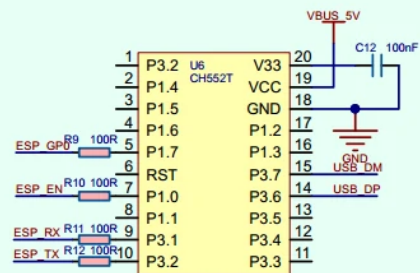 VBUS_5V
C12 100nF
1 P3.2 U6 V33 20
CH552T
2 P1.4 VCC 19
3 P1.5 GND 18
4 P1.6 P1.2 17
ESP_GP0 R9 100R 5 P1.7 P1.3 16
GND
6 RST P3.7 15 USB_DM
ESP_EN R10 100R 7 P1.0 P3.6 14 USB_DP
8 P1.1 P3.5 13
ESP_RX R11 100R 9 P3.1 P3.4 12
ESP_TX R12 100R 10 P3.2 P3.3 11